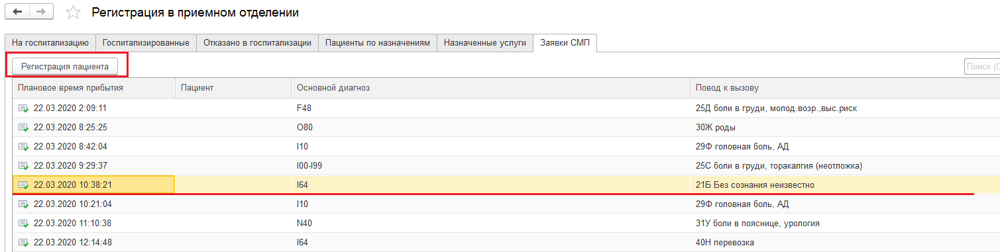 Регистрация в приемном отделении
На госпитализацию Госпитализированные Отказано в госпитализации Пациенты по назначениям Назначенные услуги Заявки СМП
Регистрация пациента Поиск (C
Плановое время прибытия Пациент Основной диагноз Повод к вызову
22.03.2020 2:09:11 F48 25Д боли в груди, молод.возр.,выс.риск
22.03.2020 8:25:25 O80 30Ж роды
22.03.2020 8:42:04 I10 29Ф головная боль, АД
22.03.2020 9:29:37 I00-I99 25С боли в груди, торакалгия (неотложка)
22.03.2020 10:38:21 I64 21Б Без сознания неизвестно
22.03.2020 10:21:04 I10 29Ф головная боль, АД
22.03.2020 11:10:38 N40 31У боли в пояснице, урология
22.03.2020 12:14:48 I64 40Н перевозка